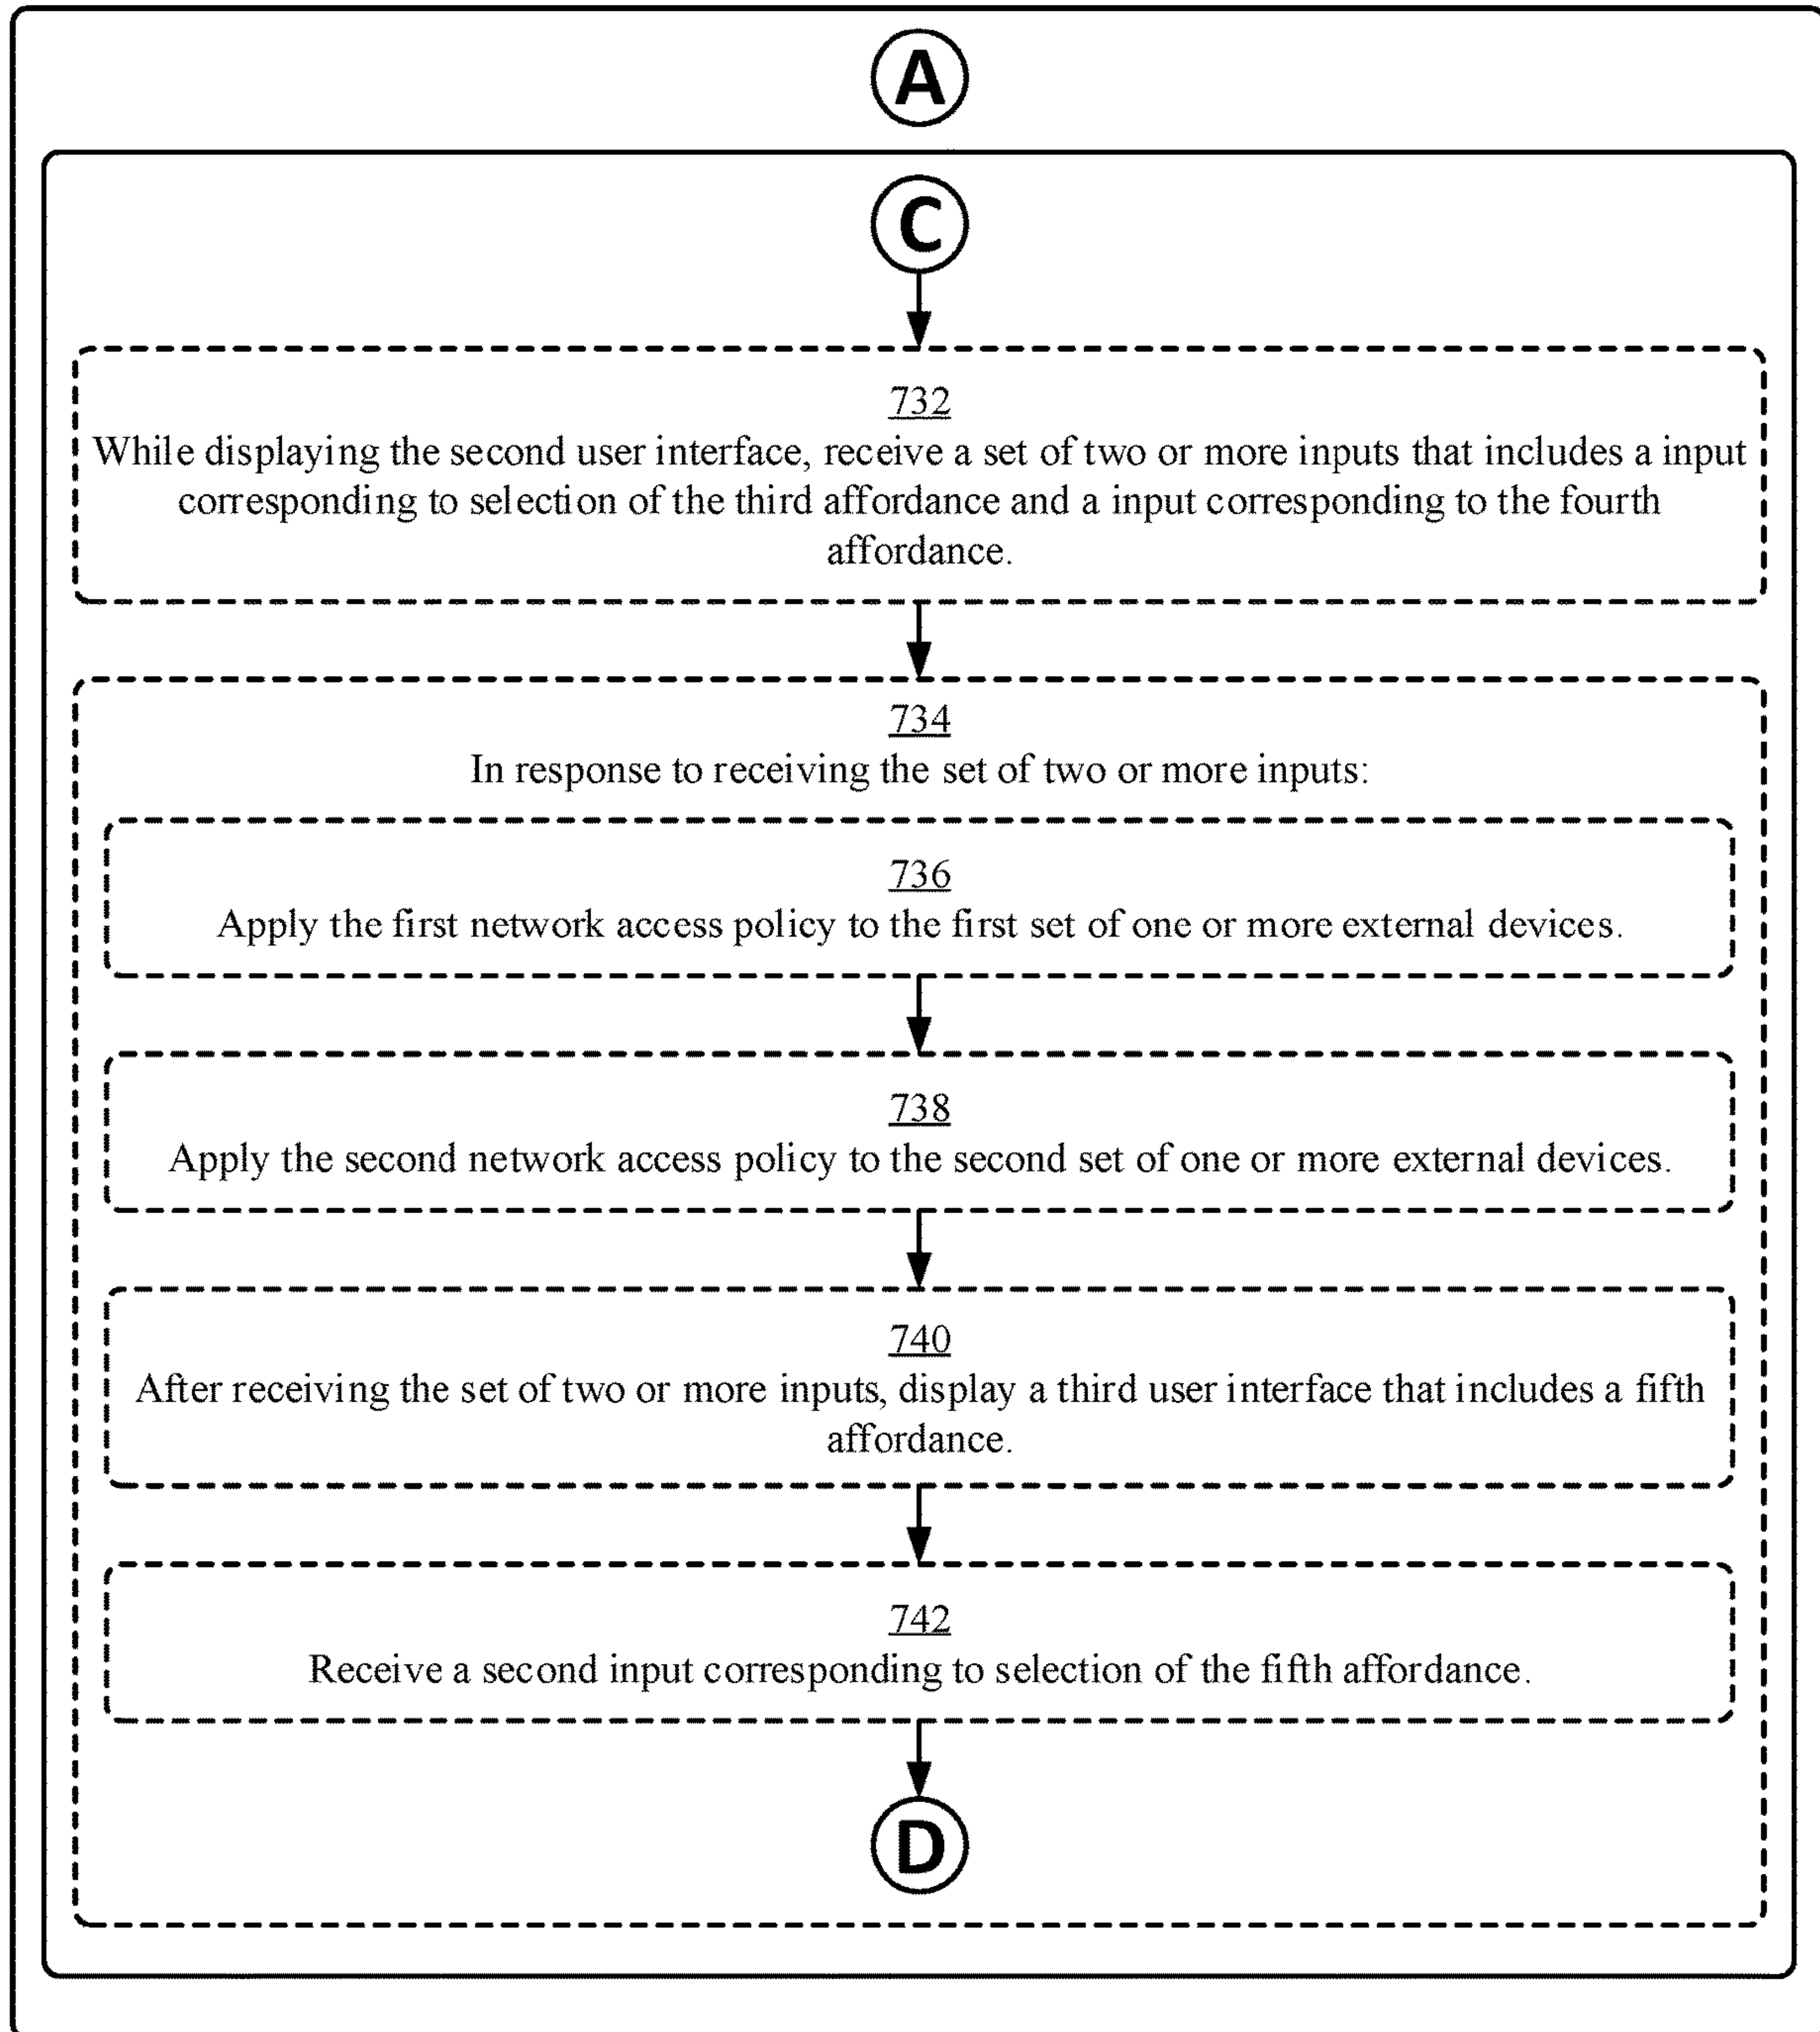 A
C
732
While displaying the second user interface, receive a set of two or more inputs that includes a input
corresponding to selection of the third affordance and a input corresponding to the fourth
affordance.
734
In response to receiving the set of two or more inputs:
736
Apply the first network access policy to the first set of one or more external devices.
738
Apply the second network access policy to the second set of one or more external devices.
740
After receiving the set of two or more inputs, display a third user interface that includes a fifth
affordance.
742
Receive a second input corresponding to selection of the fifth affordance.
D